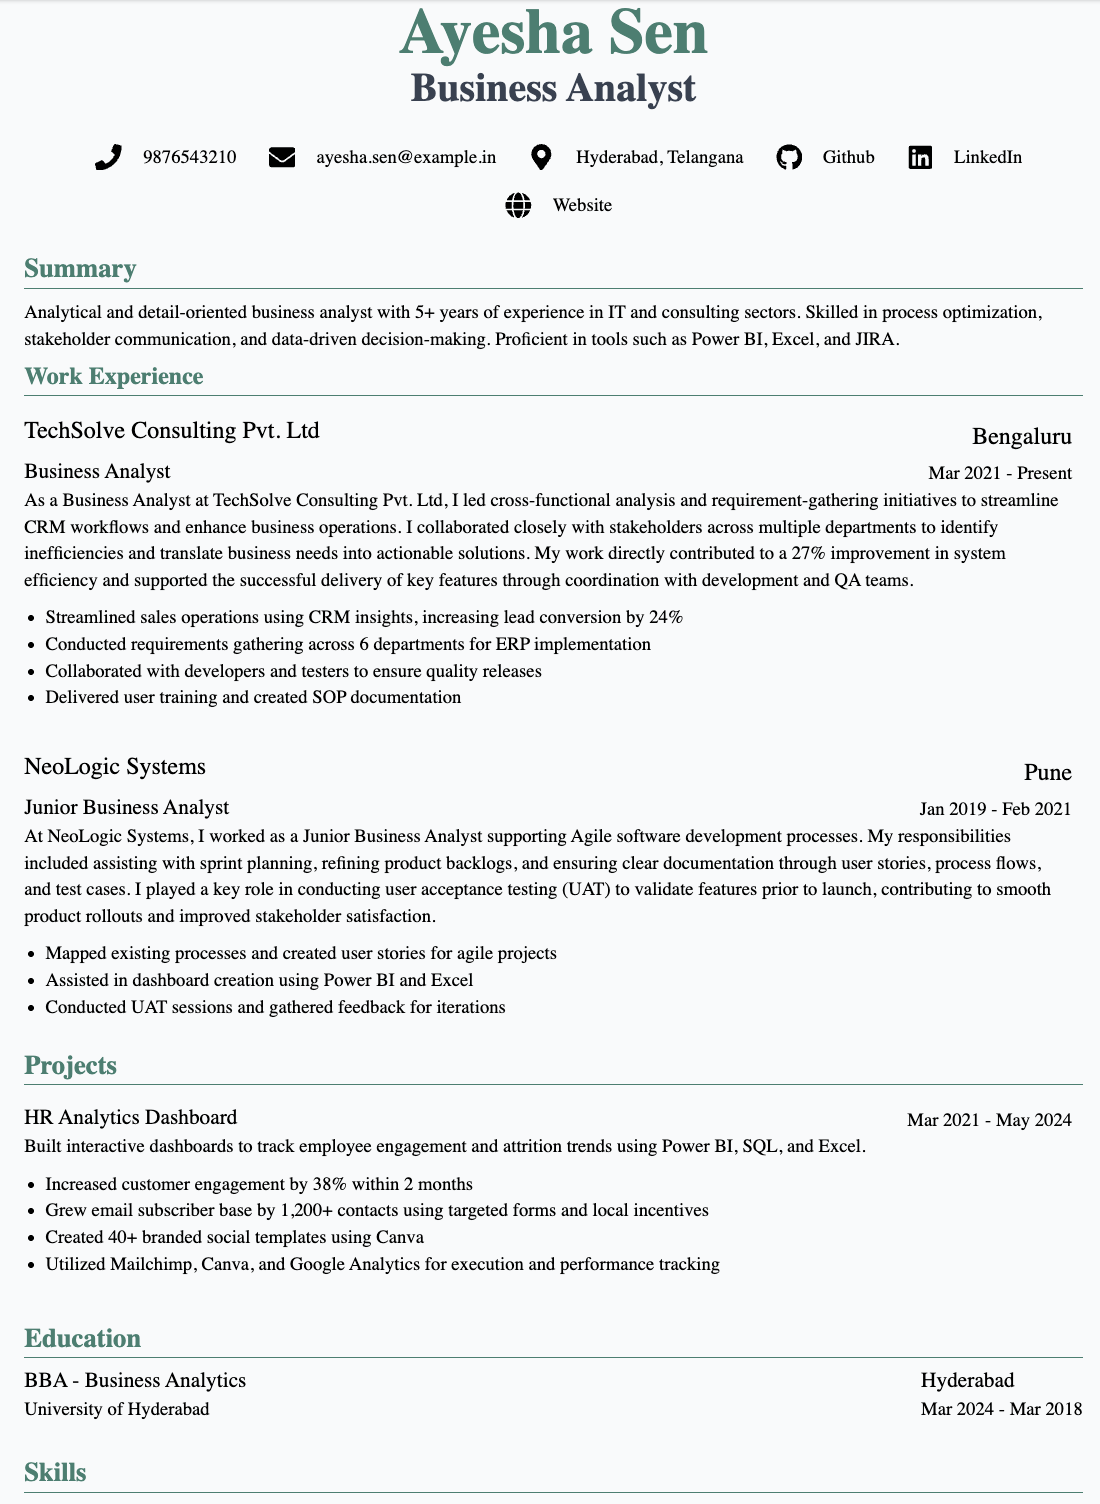 Ayesha Sen
Business Analyst
9876543210 ayesha.sen@example.in Hyderabad, Telangana Github LinkedIn
Website
Summary
Analytical and detail-oriented business analyst with 5+ years of experience in IT and consulting sectors. Skilled in process optimization,
stakeholder communication, and data-driven decision-making. Proficient in tools such as Power BI, Excel, and JIRA.
Work Experience
TechSolve Consulting Pvt. Ltd Bengaluru
Business Analyst Mar 2021 - Present
As a Business Analyst at TechSolve Consulting Pvt. Ltd, I led cross-functional analysis and requirement-gathering initiatives to streamline
CRM workflows and enhance business operations. I collaborated closely with stakeholders across multiple departments to identify
inefficiencies and translate business needs into actionable solutions. My work directly contributed to a 27% improvement in system
efficiency and supported the successful delivery of key features through coordination with development and QA teams.
• Streamlined sales operations using CRM insights, increasing lead conversion by 24%
• Conducted requirements gathering across 6 departments for ERP implementation
• Collaborated with developers and testers to ensure quality releases
• Delivered user training and created SOP documentation
NeoLogic Systems Pune
Junior Business Analyst Jan 2019 - Feb 2021
At NeoLogic Systems, I worked as a Junior Business Analyst supporting Agile software development processes. My responsibilities
included assisting with sprint planning, refining product backlogs, and ensuring clear documentation through user stories, process flows,
and test cases. I played a key role in conducting user acceptance testing (UAT) to validate features prior to launch, contributing to smooth
product rollouts and improved stakeholder satisfaction.
• Mapped existing processes and created user stories for agile projects
• Assisted in dashboard creation using Power BI and Excel
• Conducted UAT sessions and gathered feedback for iterations
Projects
HR Analytics Dashboard Mar 2021 - May 2024
Built interactive dashboards to track employee engagement and attrition trends using Power BI, SQL, and Excel.
• Increased customer engagement by 38% within 2 months
• Grew email subscriber base by 1,200+ contacts using targeted forms and local incentives
• Created 40+ branded social templates using Canva
• Utilized Mailchimp, Canva, and Google Analytics for execution and performance tracking
Education
BBA - Business Analytics Hyderabad
University of Hyderabad Mar 2024 - Mar 2018
Skills